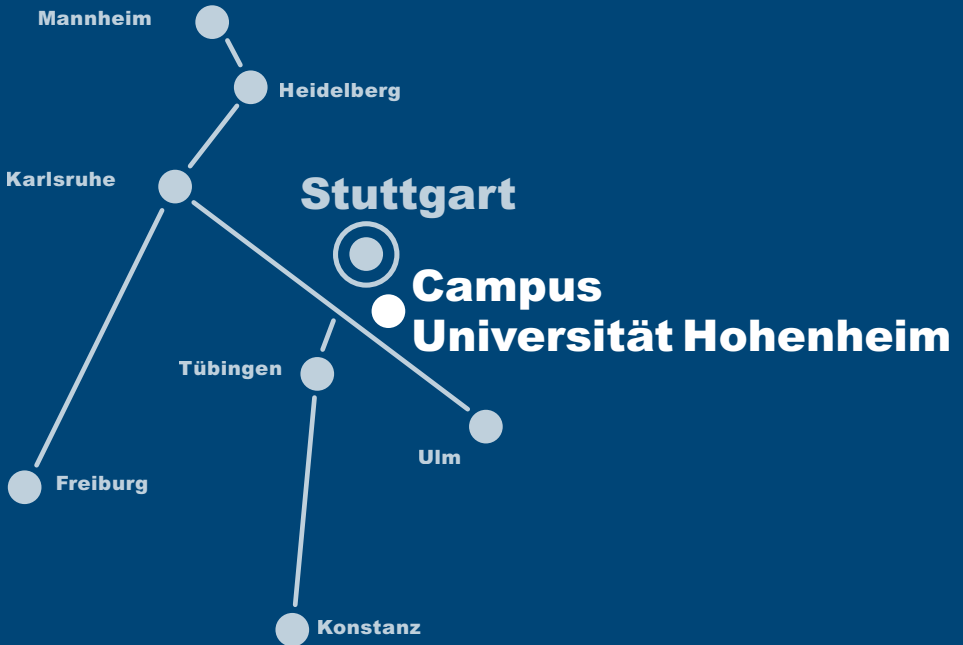 Mannheim
Heidelberg
Karlsruhe
Stuttgart
Campus
Universität Hohenheim
Tübingen
Ulm
Freiburg
Konstanz